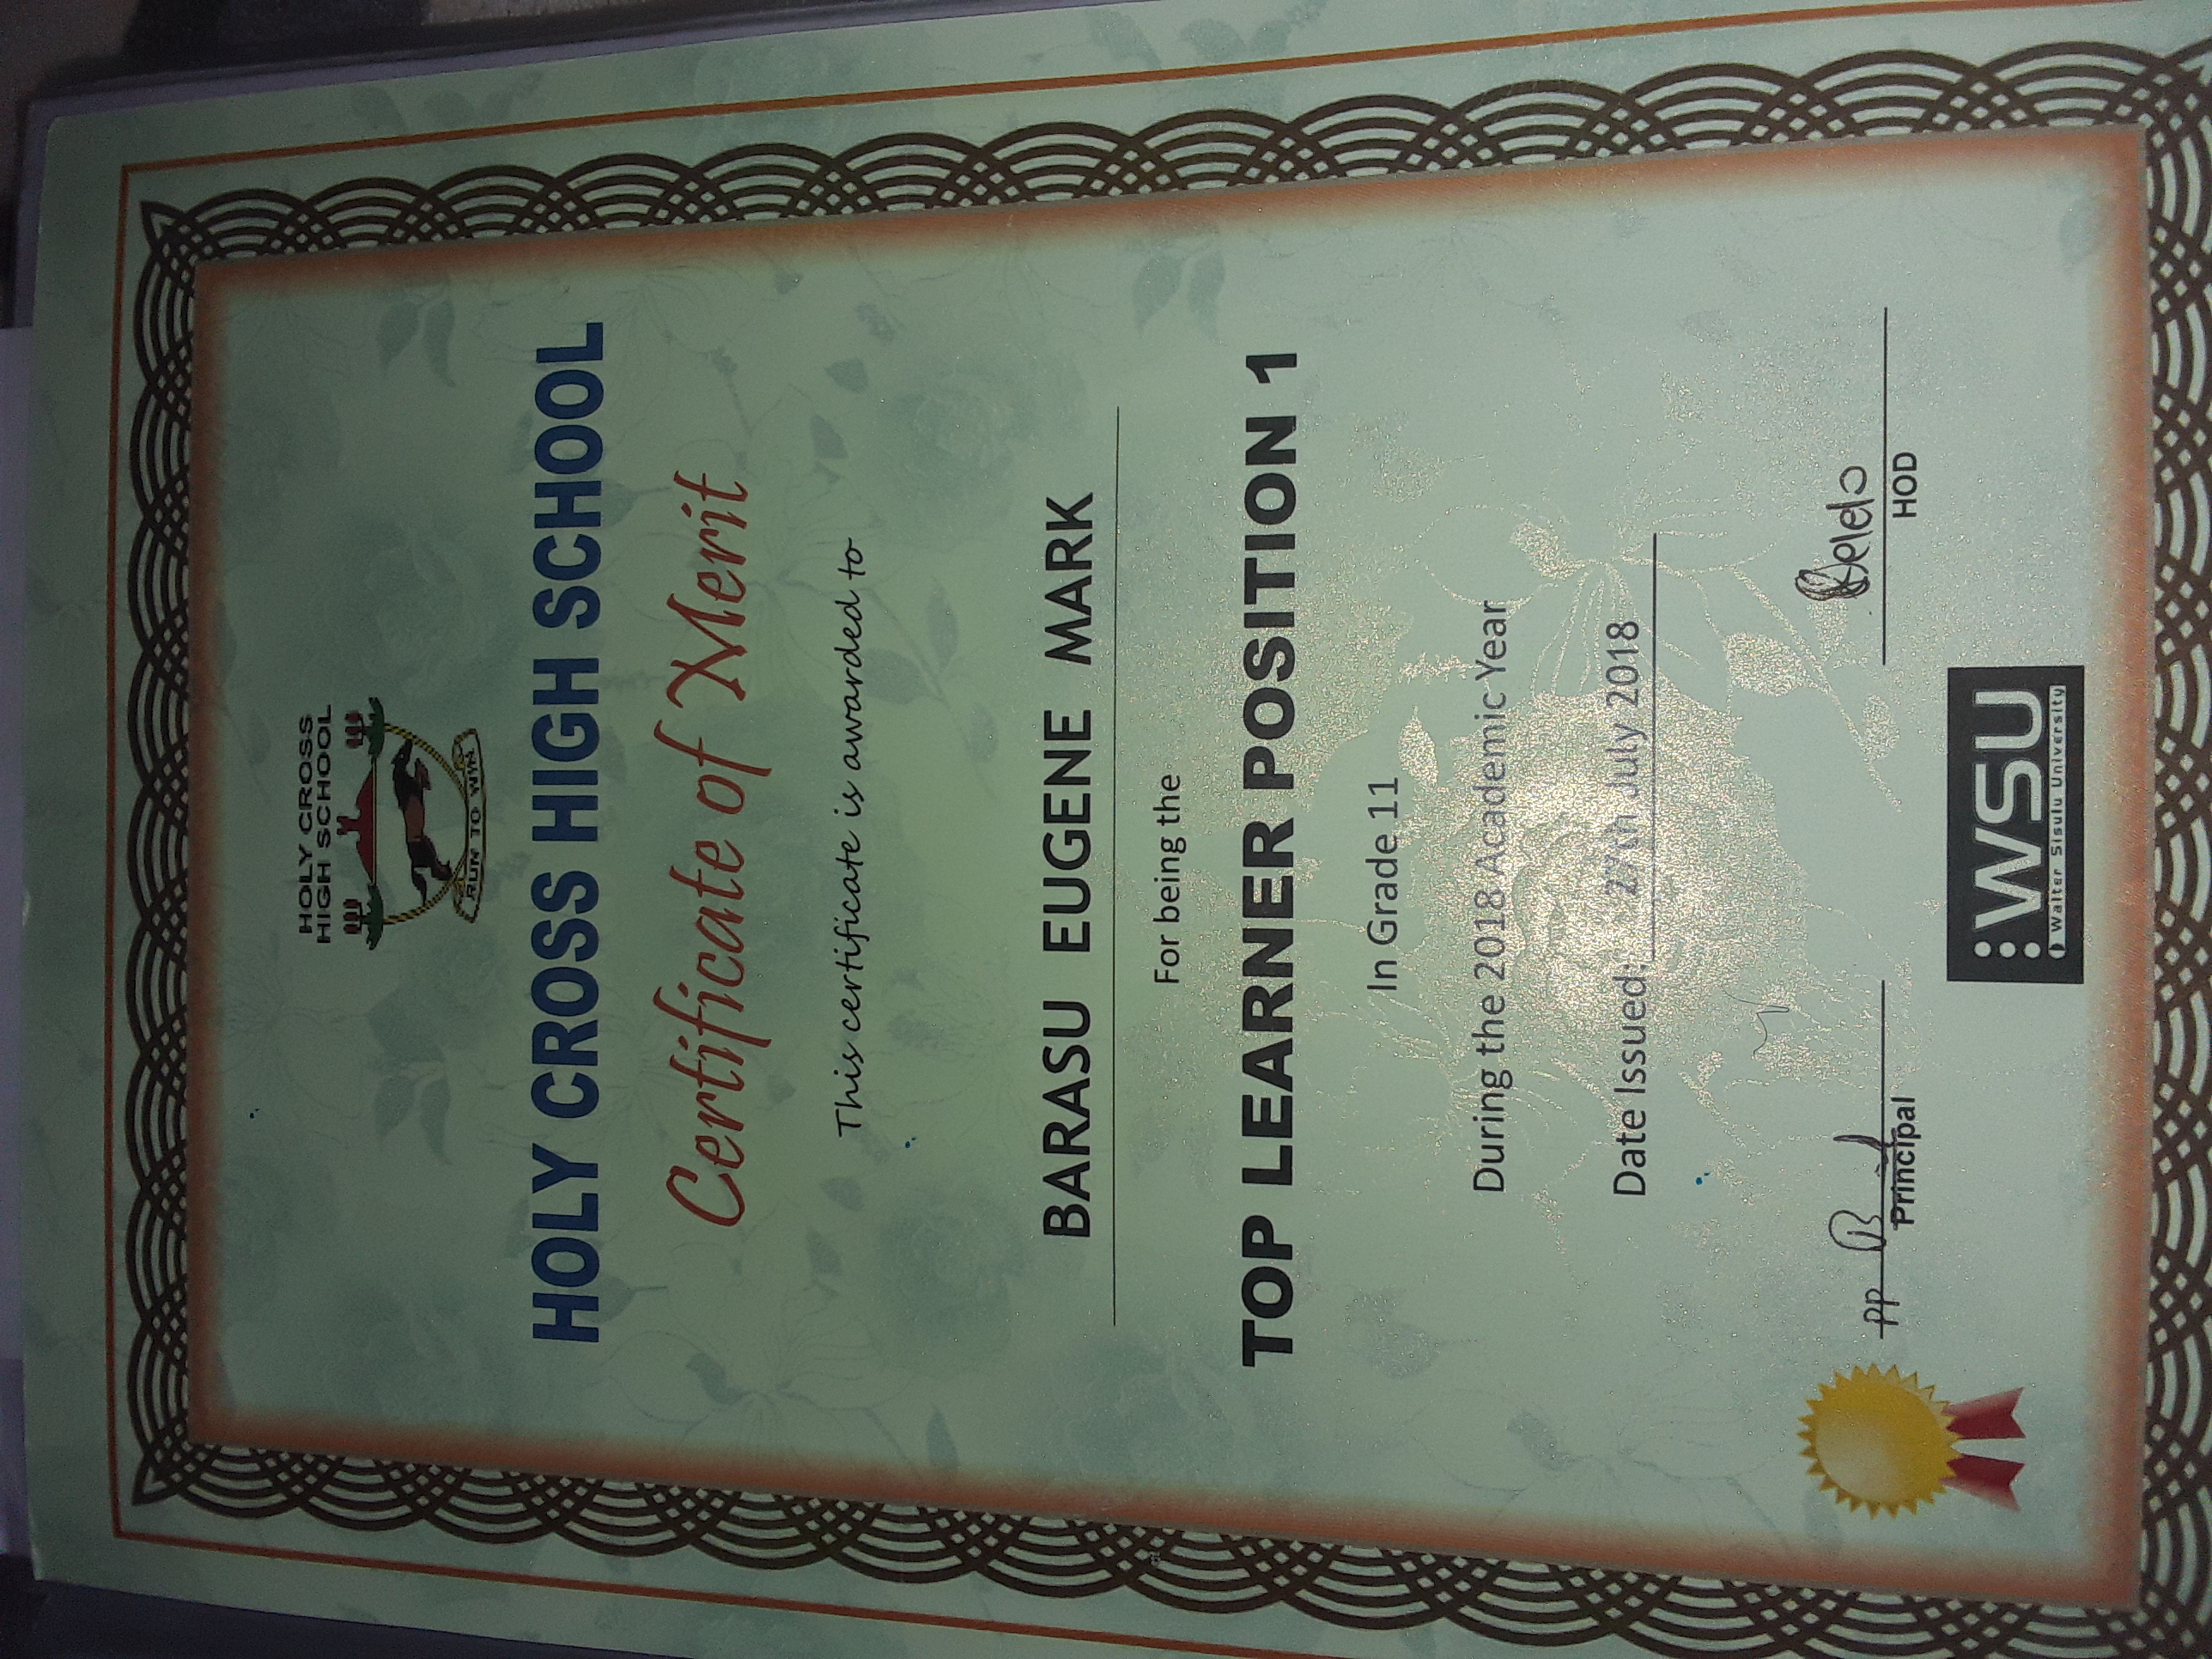 HOLY CROSS
HIGH SCHOOL
RUN TO WIN
HOLY CROSS HIGH SCHOOL
Certificate of Merit
This certificate is awarded to
BARASU EUGENE MARK
For being the
TOP LEARNER POSITION 1
In Grade 11
During the 2018 Academic Year
Date Issued: 27th July 2018
pp
Principal
HOD
WSU
Walter Sisulu University